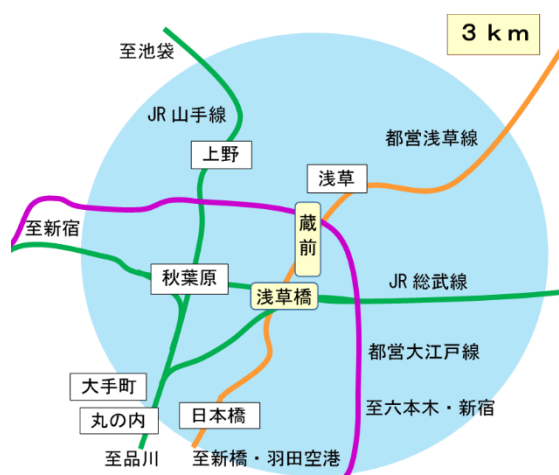 3 km
至池袋
JR 山手線
都営浅草線
上野
浅草
至新宿
蔵前
秋葉原
浅草橋
JR 総武線
都営大江戸線
大手町
至六本木・新宿
丸の内
日本橋
至品川
至新橋・羽田空港